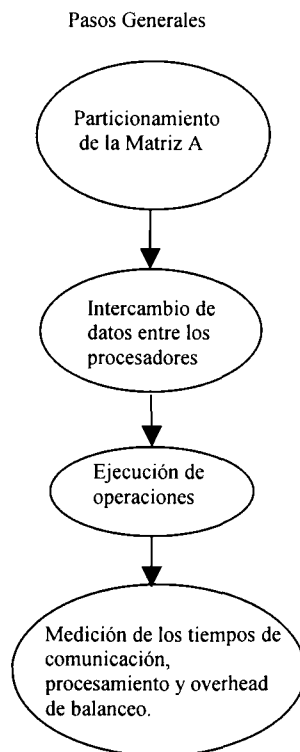 Pasos Generales
Particionamiento
de la Matriz A
Intercambio de
datos entre los
procesadores
Ejecución de
operaciones
Medición de los tiempos de
comunicación,
procesamiento y overhead
de balanceo.